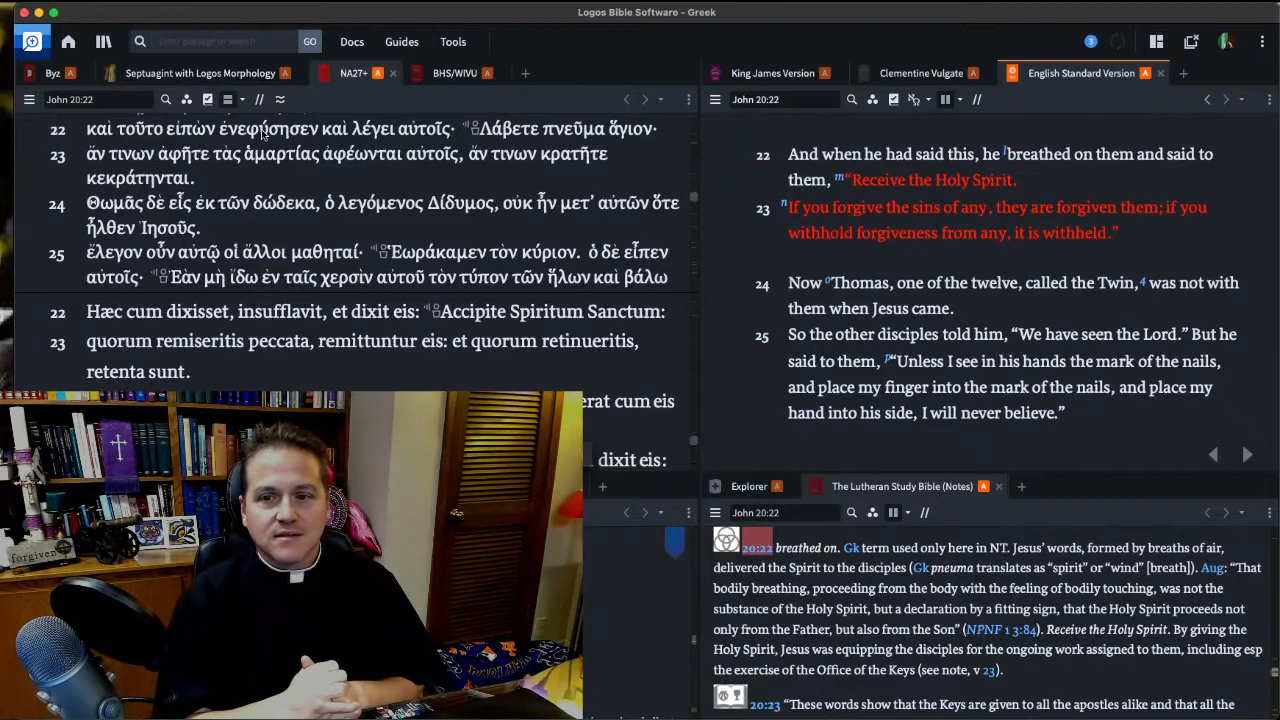 Logos Bible Software - Greek
Enter passage or search
GO
Docs
Guides
Tools
3
Byz A
Septuagint with Logos Morphology A
NA27+ A
BHS/WIVU A
John 20:22
22 καὶ τοῦτο εἰπὼν ἐνεφύσησεν καὶ λέγει αὐτοῖς· Λάβετε πνεῦμα ἅγιον·
23 ἄν τινων ἀφῆτε τὰς ἁμαρτίας ἀφέωνται αὐτοῖς, ἄν τινων κρατῆτε
κεκράτηνται.
24 Θωμᾶς δὲ εἷς ἐκ τῶν δώδεκα, ὁ λεγόμενος Δίδυμος, οὐκ ἦν μετ’ αὐτῶν ὅτε
ἦλθεν Ἰησοῦς.
25 ἔλεγον οὖν αὐτῷ οἱ ἄλλοι μαθηταί· Ἑωράκαμεν τὸν κύριον. ὁ δὲ εἶπεν
αὐτοῖς· Ἐὰν μὴ ἴδω ἐν ταῖς χερσὶν αὐτοῦ τὸν τύπον τῶν ἥλων καὶ βάλω
22 Hæc cum dixisset, insufflavit, et dixit eis: Accipite Spiritum Sanctum:
23 quorum remiseritis peccata, remittuntur eis: et quorum retinueritis,
retenta sunt.
erat cum eis
dixit eis:
forgiven
King James Version A
Clementine Vulgate A
English Standard Version A
John 20:22
22 And when he had said this, he l breathed on them and said to
them, m “Receive the Holy Spirit.
23 n If you forgive the sins of any, they are forgiven them; if you
withhold forgiveness from any, it is withheld.”
24 Now o Thomas, one of the twelve, called the Twin, 4 was not with
them when Jesus came.
25 So the other disciples told him, “We have seen the Lord.” But he
said to them, p “Unless I see in his hands the mark of the nails,
and place my finger into the mark of the nails, and place my
hand into his side, I will never believe.”
Explorer A
The Lutheran Study Bible (Notes) A
John 20:22
20:22 breathed on. Gk term used only here in NT. Jesus’ words, formed by breaths of air,
delivered the Spirit to the disciples (Gk pneuma translates as “spirit” or “wind” [breath]). Aug: “That
bodily breathing, proceeding from the body with the feeling of bodily touching, was not the
substance of the Holy Spirit, but a declaration by a fitting sign, that the Holy Spirit proceeds not
only from the Father, but also from the Son” (NPNF 1 3:84). Receive the Holy Spirit. By giving the
Holy Spirit, Jesus was equipping the disciples for the ongoing work assigned to them, including esp
the exercise of the Office of the Keys (see note, v 23).
20:23 “These words show that the Keys are given to all the apostles alike and that all the